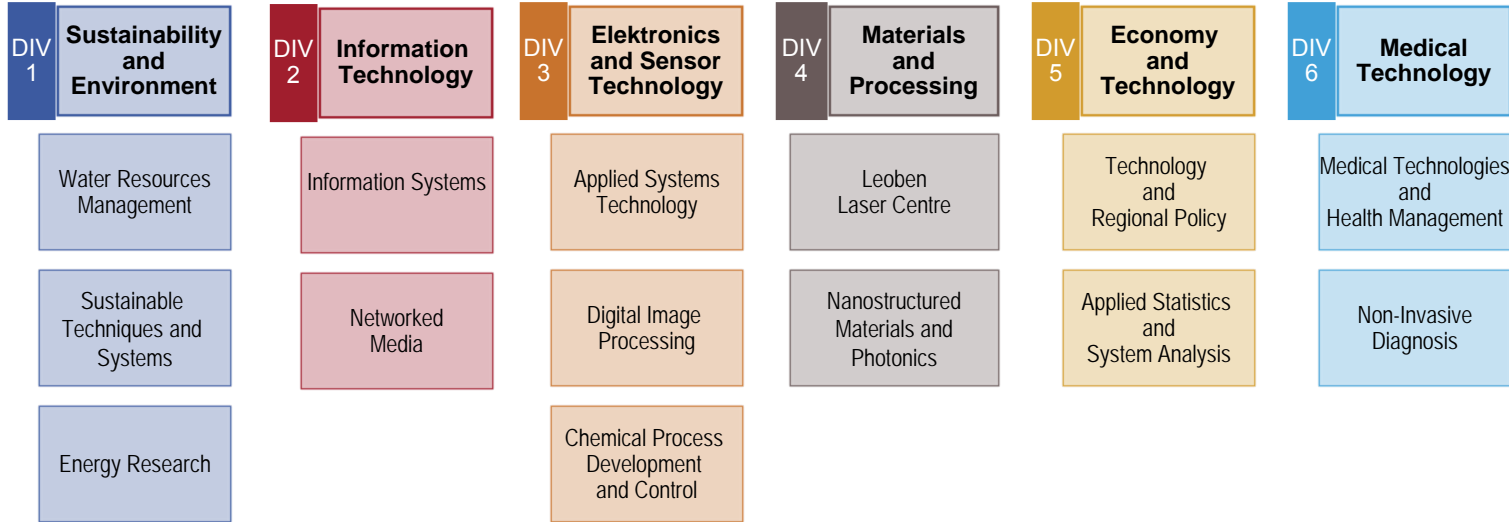 DIV
1
Sustainability
and
Environment
Water Resources
Management
Sustainable
Techniques and
Systems
Energy Research
DIV
2
Information
Technology
Information Systems
Networked
Media
DIV
3
Elektronics
and Sensor
Technology
Applied Systems
Technology
Digital Image
Processing
Chemical Process
Development
and Control
DIV
4
Materials
and
Processing
Leoben
Laser Centre
Nanostructured
Materials and
Photonics
DIV
5
Economy
and
Technology
Technology
and
Regional Policy
Applied Statistics
and
System Analysis
DIV
6
Medical
Technology
Medical Technologies
and
Health Management
Non-Invasive
Diagnosis